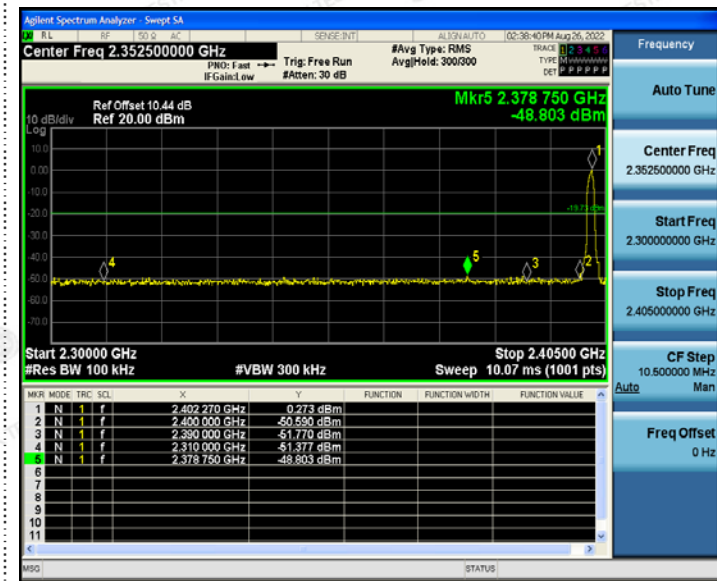 Agilent Spectrum Analyzer - Swept SA
RL RF 50 Ω AC SENSE:INT ALIGN AUTO 02:38:40 PM Aug 26, 2022
Center Freq 2.352500000 GHz #Avg Type: RMS TRACE 1 2 3 4 5 6
PNO: Fast Trig: Free Run Avg|Hold: 300/300 TYPE M
IFGain:Low #Atten: 30 dB DET P P P P P P
Ref Offset 10.44 dB Mkr5 2.378 750 GHz
10 dB/div Ref 20.00 dBm -48.803 dBm
Log
10.0
0.00
-10.0
-20.0
-19.73 dBm
-30.0
-40.0
-50.0
-60.0
-70.0
1
4
5
3
2
Start 2.30000 GHz Stop 2.40500 GHz
#Res BW 100 kHz #VBW 300 kHz Sweep 10.07 ms (1001 pts)
MKR MODE TRC SCL X Y FUNCTION FUNCTION WIDTH FUNCTION VALUE
1 N 1 f 2.402 270 GHz 0.273 dBm
2 N 1 f 2.400 000 GHz -50.590 dBm
3 N 1 f 2.390 000 GHz -51.770 dBm
4 N 1 f 2.310 000 GHz -51.377 dBm
5 N 1 f 2.378 750 GHz -48.803 dBm
6
7
8
9
10
11
MSG STATUS
Frequency
Auto Tune
Center Freq
2.352500000 GHz
Start Freq
2.300000000 GHz
Stop Freq
2.405000000 GHz
CF Step
10.500000 MHz
Auto Man
Freq Offset
0 Hz